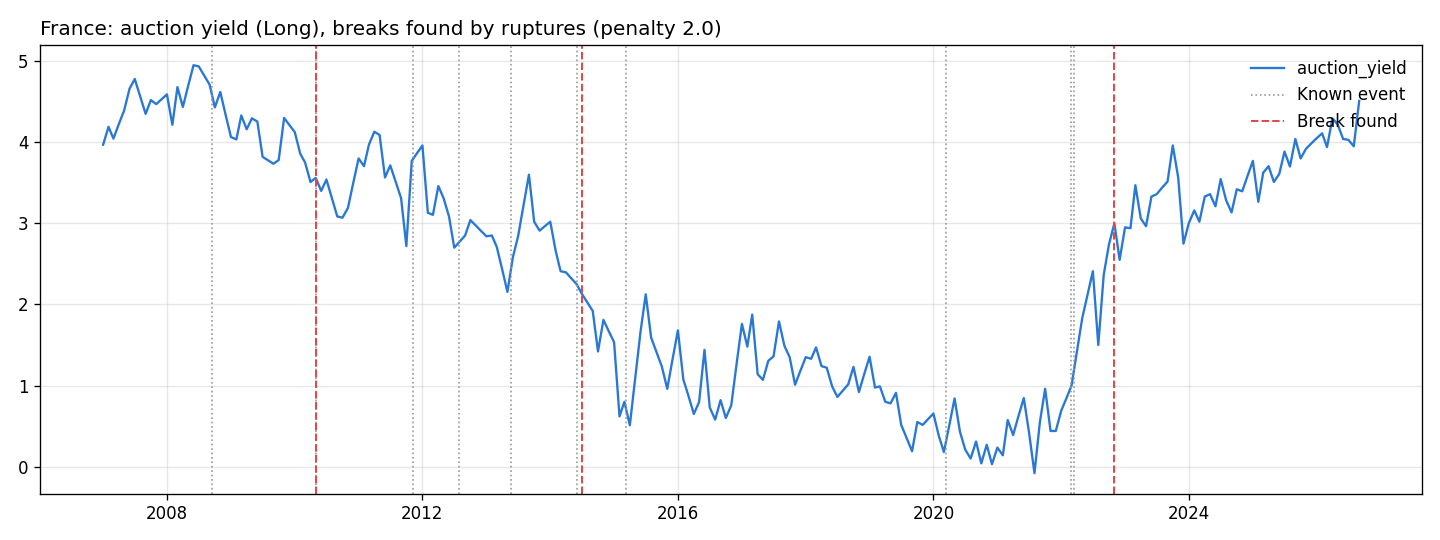 France: auction yield (Long), breaks found by ruptures (penalty 2.0)
auction_yield
Known event
Break found
5
4
3
2
1
0
2008 2012 2016 2020 2024